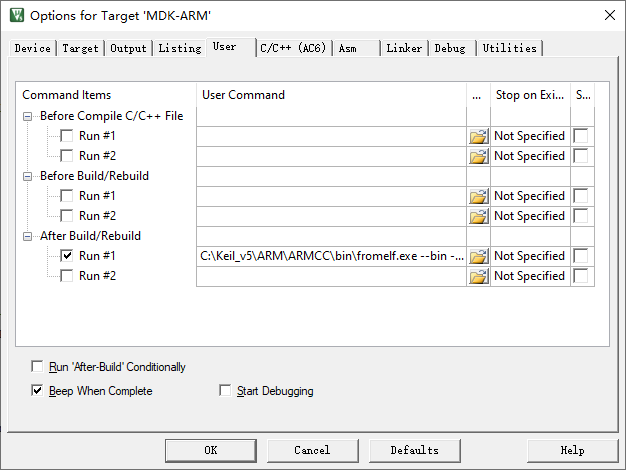 Options for Target 'MDK-ARM'
Device Target Output Listing User C/C++ (AC6) Asm Linker Debug Utilities
Command Items User Command ... Stop on Exi... S...
Before Compile C/C++ File
Run #1 Not Specified
Run #2 Not Specified
Before Build/Rebuild
Run #1 Not Specified
Run #2 Not Specified
After Build/Rebuild
Run #1 C:\Keil_v5\ARM\ARMCC\bin\fromelf.exe --bin -... Not Specified
Run #2 Not Specified
Run 'After-Build' Conditionally
Beep When Complete Start Debugging
OK Cancel Defaults Help